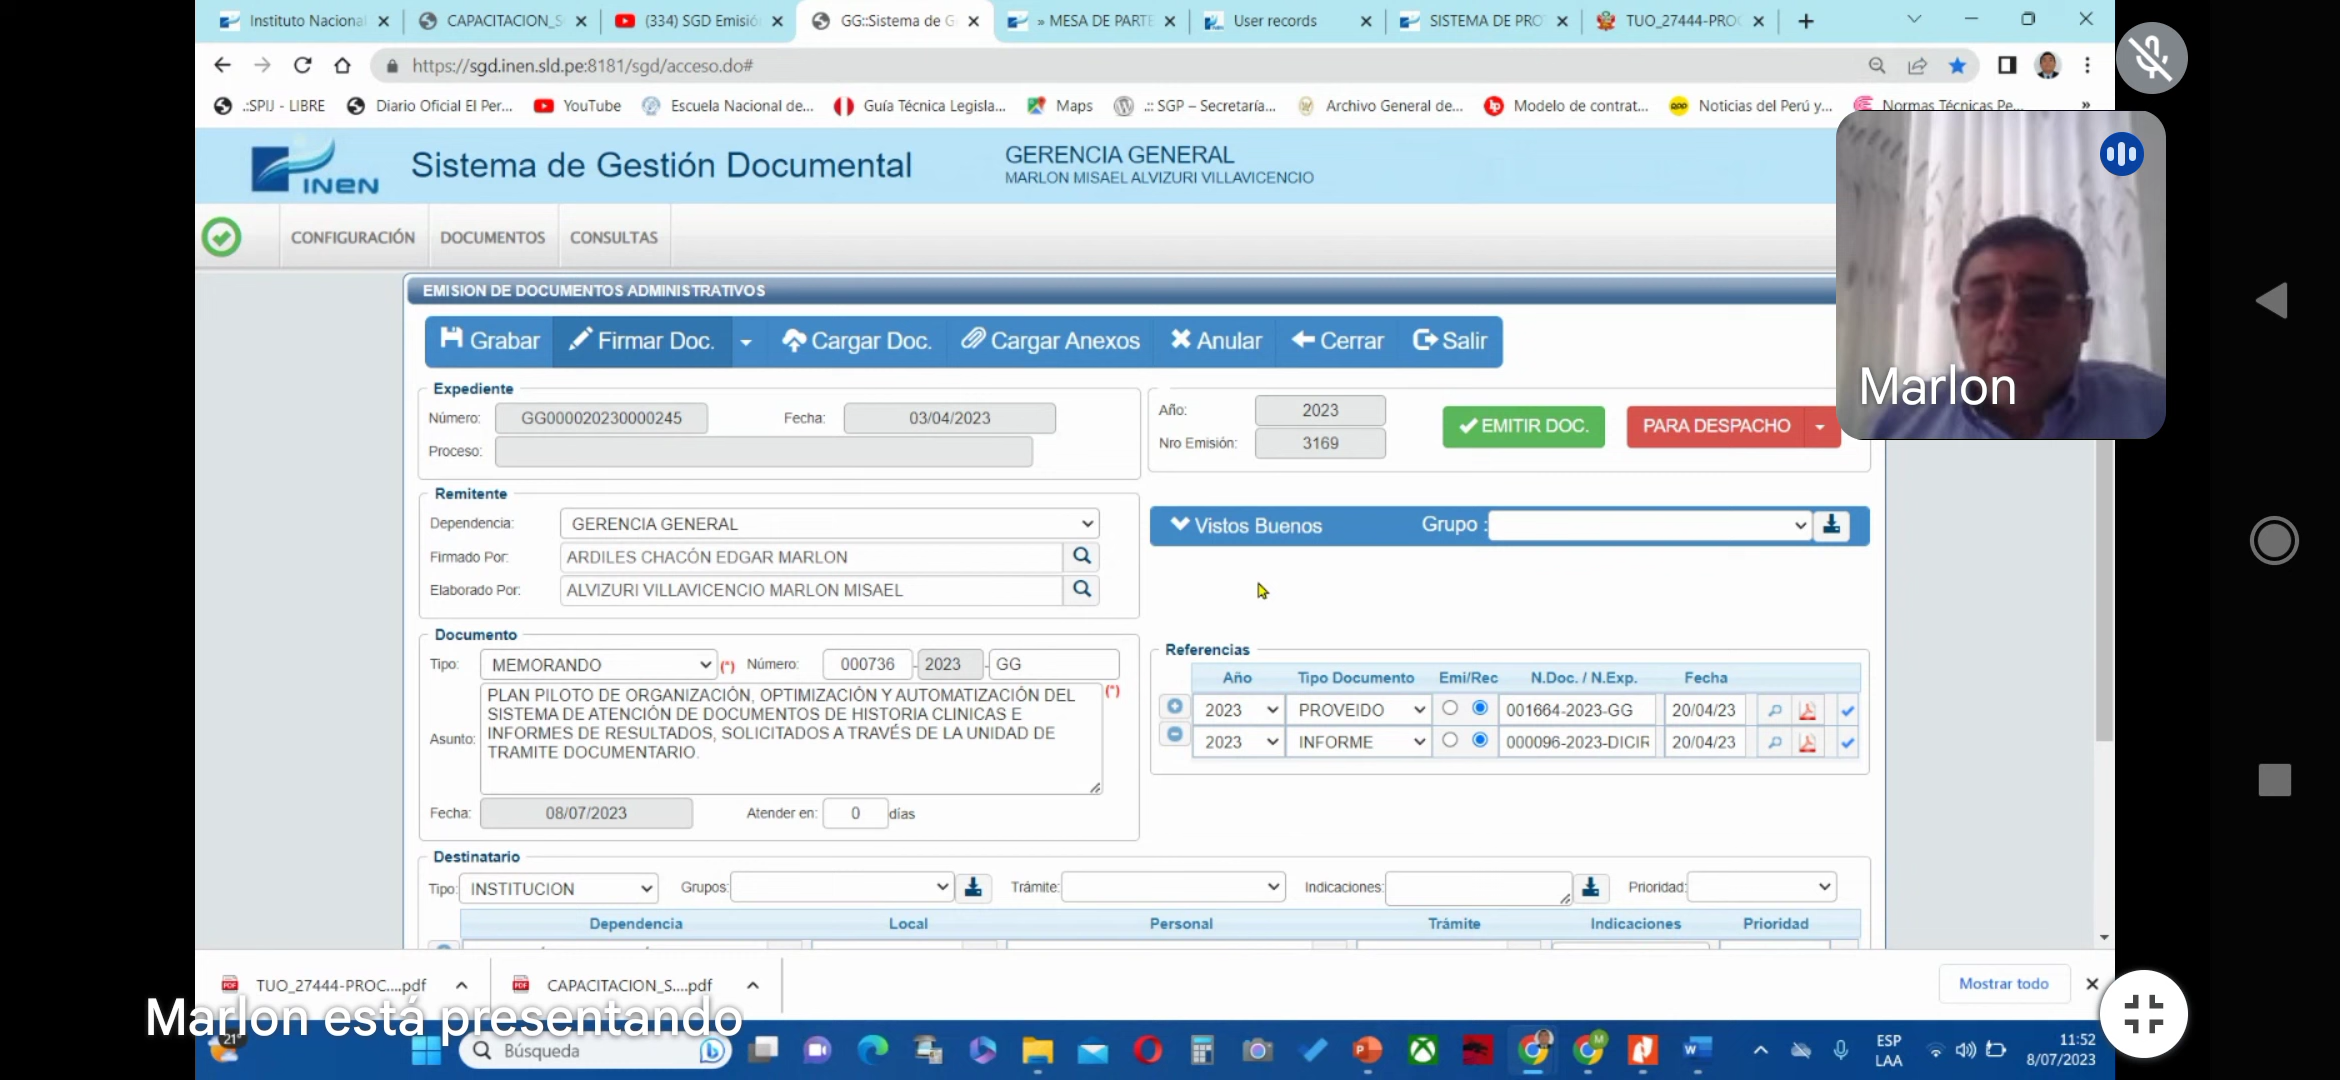 Instituto Nacional
CAPACITACION_S
(334) SGD Emisió
GG::Sistema de G
» MESA DE PARTE
User records
SISTEMA DE PRO
TUO_27444-PROC
https://sgd.inen.sld.pe:8181/sgd/acceso.do#
.:SPIJ - LIBRE
Diario Oficial El Per...
YouTube
Escuela Nacional de...
Guía Técnica Legisla...
Maps
.:: SGP – Secretaría...
Archivo General de...
Modelo de contrat...
Noticias del Perú y...
Normas Técnicas Pe...
»
INEN
Sistema de Gestión Documental
GERENCIA GENERAL
MARLON MISAEL ALVIZURI VILLAVICENCIO
CONFIGURACIÓN
DOCUMENTOS
CONSULTAS
Marlon
EMISION DE DOCUMENTOS ADMINISTRATIVOS
Grabar
Firmar Doc.
Cargar Doc.
Cargar Anexos
Anular
Cerrar
Salir
Expediente
Número: GG000020230000245
Fecha: 03/04/2023
Proceso:
Año: 2023
Nro Emisión: 3169
EMITIR DOC.
PARA DESPACHO
Remitente
Dependencia: GERENCIA GENERAL
Firmado Por: ARDILES CHACÓN EDGAR MARLON
Elaborado Por: ALVIZURI VILLAVICENCIO MARLON MISAEL
Vistos Buenos
Grupo :
Documento
Tipo: MEMORANDO (*) Número: 000736 - 2023 - GG
Asunto: PLAN PILOTO DE ORGANIZACIÓN, OPTIMIZACIÓN Y AUTOMATIZACIÓN DEL (*)
SISTEMA DE ATENCIÓN DE DOCUMENTOS DE HISTORIA CLINICAS E
INFORMES DE RESULTADOS, SOLICITADOS A TRAVÉS DE LA UNIDAD DE
TRAMITE DOCUMENTARIO.
Fecha: 08/07/2023
Atender en: 0 días
Referencias
Año Tipo Documento Emi/Rec N.Doc. / N.Exp. Fecha
2023 PROVEIDO 001664-2023-GG 20/04/23
2023 INFORME 000096-2023-DICIR 20/04/23
Destinatario
Tipo: INSTITUCION Grupos: Trámite: Indicaciones: Prioridad:
Dependencia Local Personal Trámite Indicaciones Prioridad
TUO_27444-PROC....pdf
CAPACITACION_S....pdf
Mostrar todo
Marlon está presentando
21°
Búsqueda
ESP
LAA
11:52
8/07/2023